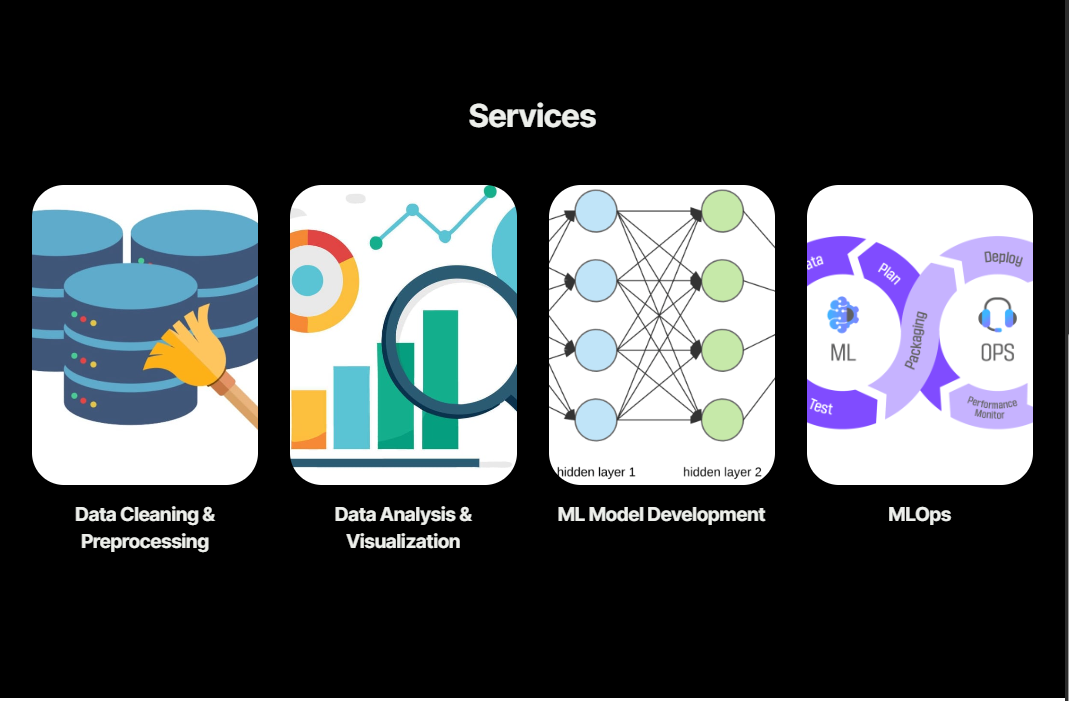 Services
ata
Plan
Deploy
ML
Packaging
OPS
Test
Performance
Monitor
hidden layer 1
hidden layer 2
Data Cleaning &
Preprocessing
Data Analysis &
Visualization
ML Model Development
MLOps